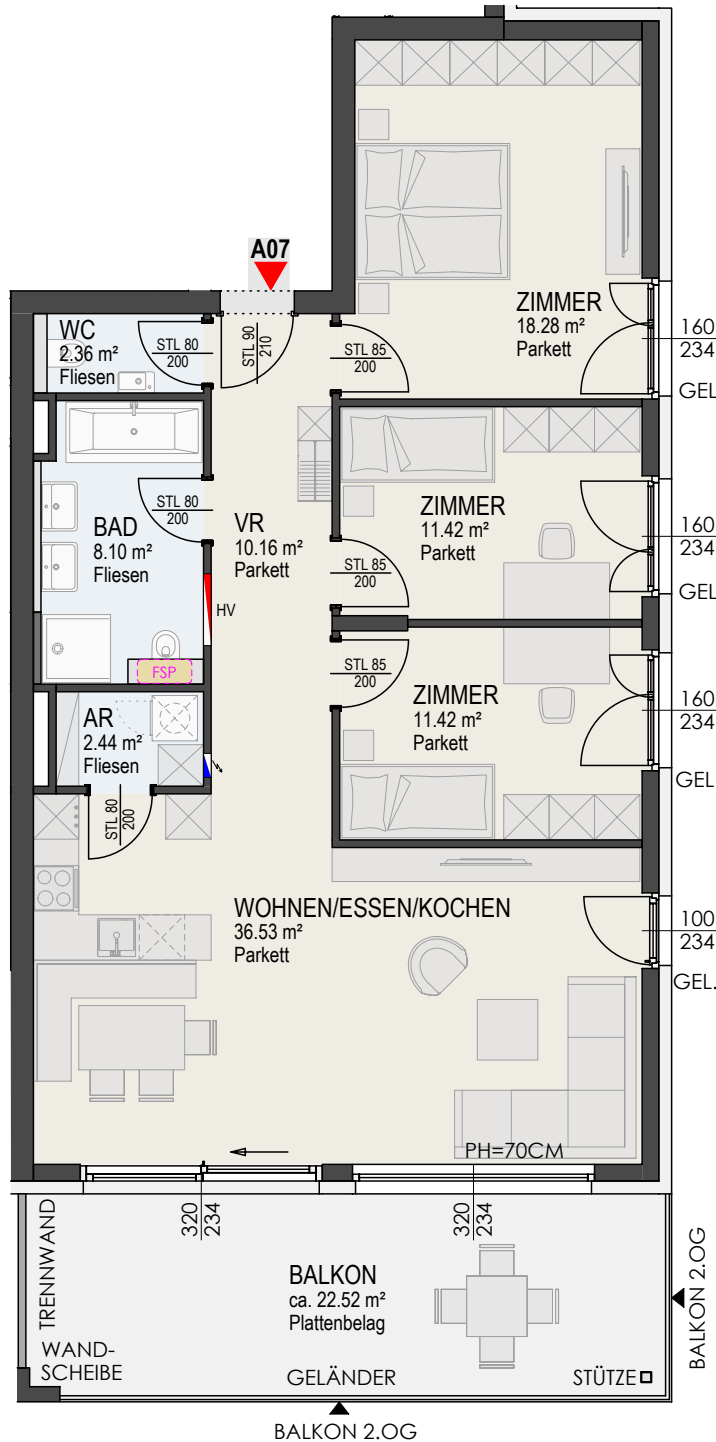 A07
WC
2.36 m²
Fliesen
STL 80
200
STL 90
210
STL 85
200
ZIMMER
18.28 m²
Parkett
160
234
GEL.
BAD
8.10 m²
Fliesen
STL 80
200
VR
10.16 m²
Parkett
HV
FSP
STL 85
200
ZIMMER
11.42 m²
Parkett
160
234
GEL.
STL 85
200
ZIMMER
11.42 m²
Parkett
160
234
GEL.
AR
2.44 m²
Fliesen
STL 80
200
WOHNEN/ESSEN/KOCHEN
36.53 m²
Parkett
100
234
GEL.
PH=70CM
320
234
320
234
TRENNWAND
WAND-
SCHEIBE
BALKON
ca. 22.52 m²
Plattenbelag
GELÄNDER
STÜTZE
BALKON 2.OG
BALKON 2.OG